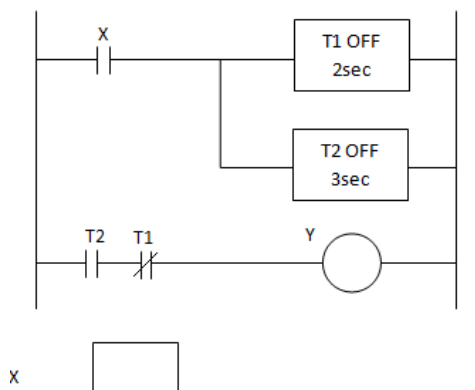 X
T1 OFF
2sec
T2 OFF
3sec
T2 T1 Y
X